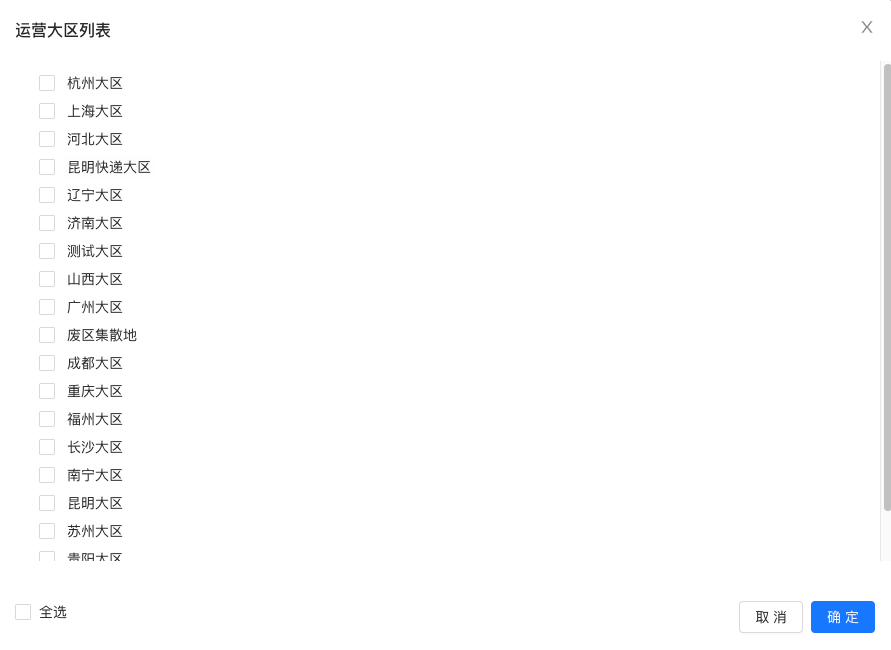 运营大区列表
杭州大区
上海大区
河北大区
昆明快递大区
辽宁大区
济南大区
测试大区
山西大区
广州大区
废区集散地
成都大区
重庆大区
福州大区
长沙大区
南宁大区
昆明大区
苏州大区
贵阳大区
全选
取 消
确 定